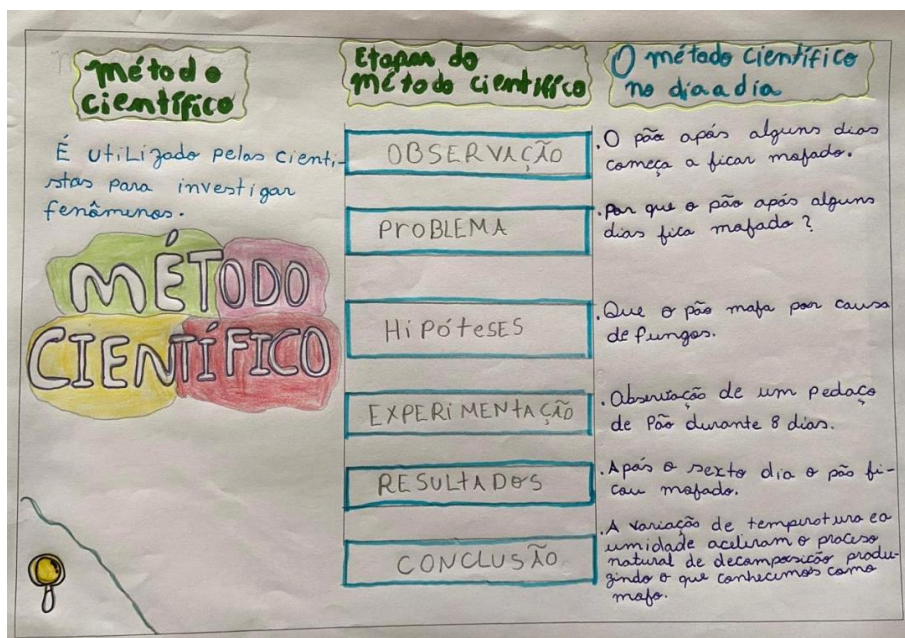 Método
científico
É utilizado pelas cienti-
stas para investigar
fenômenos.
MÉTODO
CIENTÍFICO
Etapas do
método científico
OBSERVAÇÃO
PROBLEMA
HIPÓTESES
EXPERIMENTAÇÃO
RESULTADOS
CONCLUSÃO
O método científico
no dia a dia
.O pão após alguns dias
começa a ficar mofado.
.Por que o pão após alguns
dias fica mofado?
.Que o pão mofa por causa
de fungos.
.Observação de um pedaço
de Pão durante 8 dias.
.Após o sexto dia o pão fi-
cou mofado.
.A variação de temperatura e a
umidade aceleram o processo
natural de decomposição produ-
zindo o que conhecemos como
mofo.